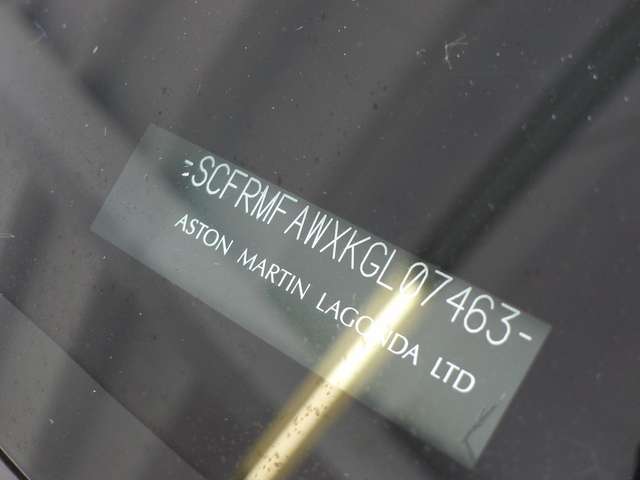 -SCFRMFAWXKGL07463-
ASTON MARTIN LAGONDA LTD